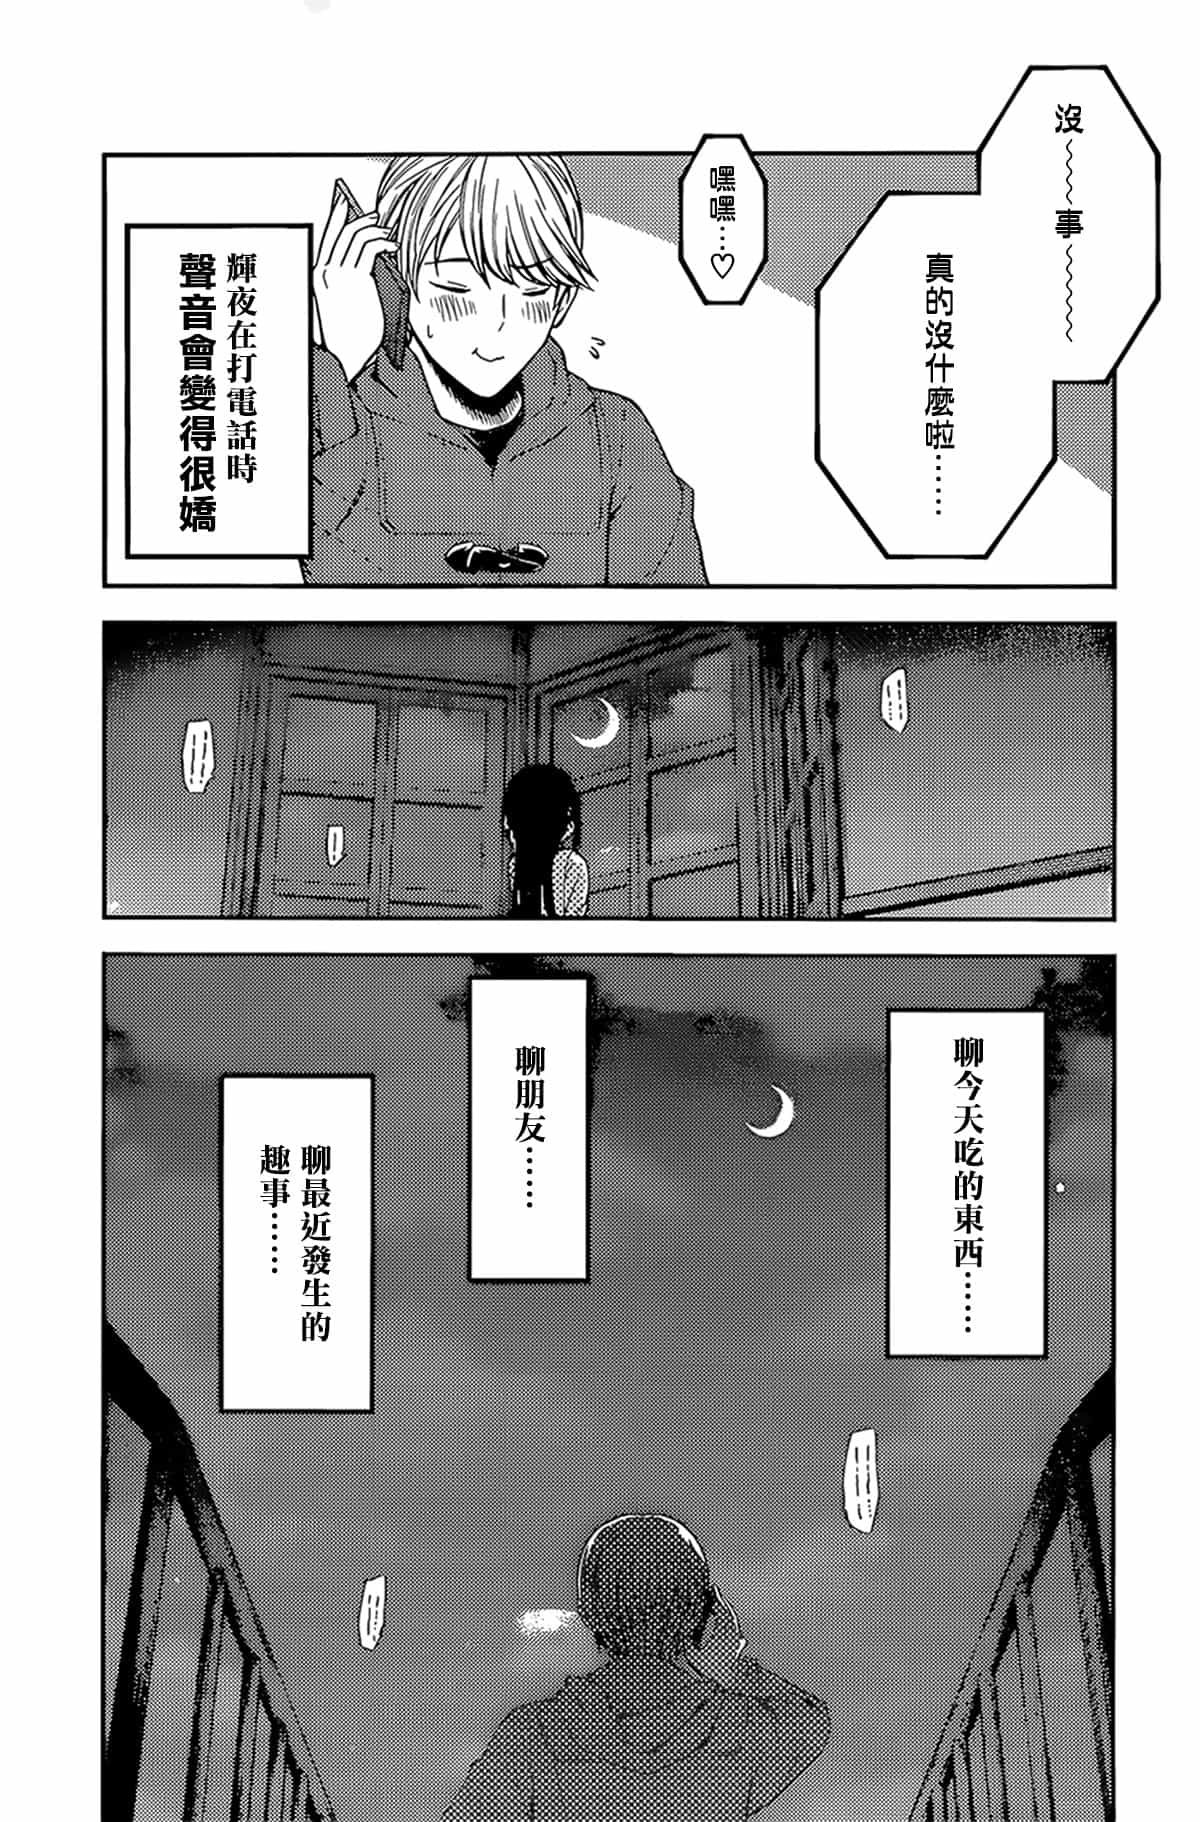 沒～～事～～～
真的沒什麼啦……
嘿嘿…♡
輝夜在打電話時
聲音會變得很嬌
聊今天吃的東西……
聊朋友……
聊最近發生的
趣事……